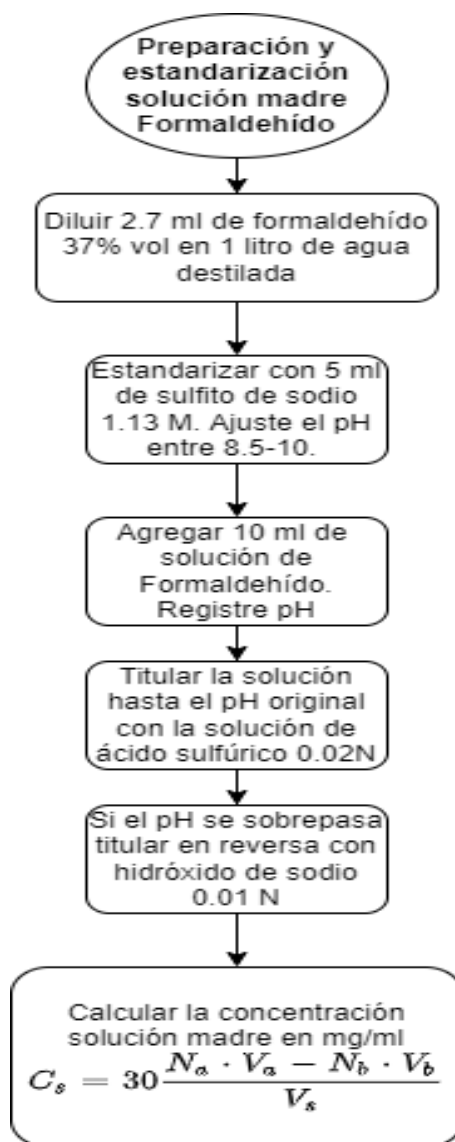 Preparación y
estandarización
solución madre
Formaldehído
Diluir 2.7 ml de formaldehído
37% vol en 1 litro de agua
destilada
Estandarizar con 5 ml
de sulfito de sodio
1.13 M. Ajuste el pH
entre 8.5-10.
Agregar 10 ml de
solución de
Formaldehído.
Registre pH
Titular la solución
hasta el pH original
con la solución de
ácido sulfúrico 0.02N
Si el pH se sobrepasa
titular en reversa con
hidróxido de sodio
0.01 N
Calcular la concentración
solución madre en mg/ml
C_s = 30 (N_a · V_a − N_b · V_b) / V_s